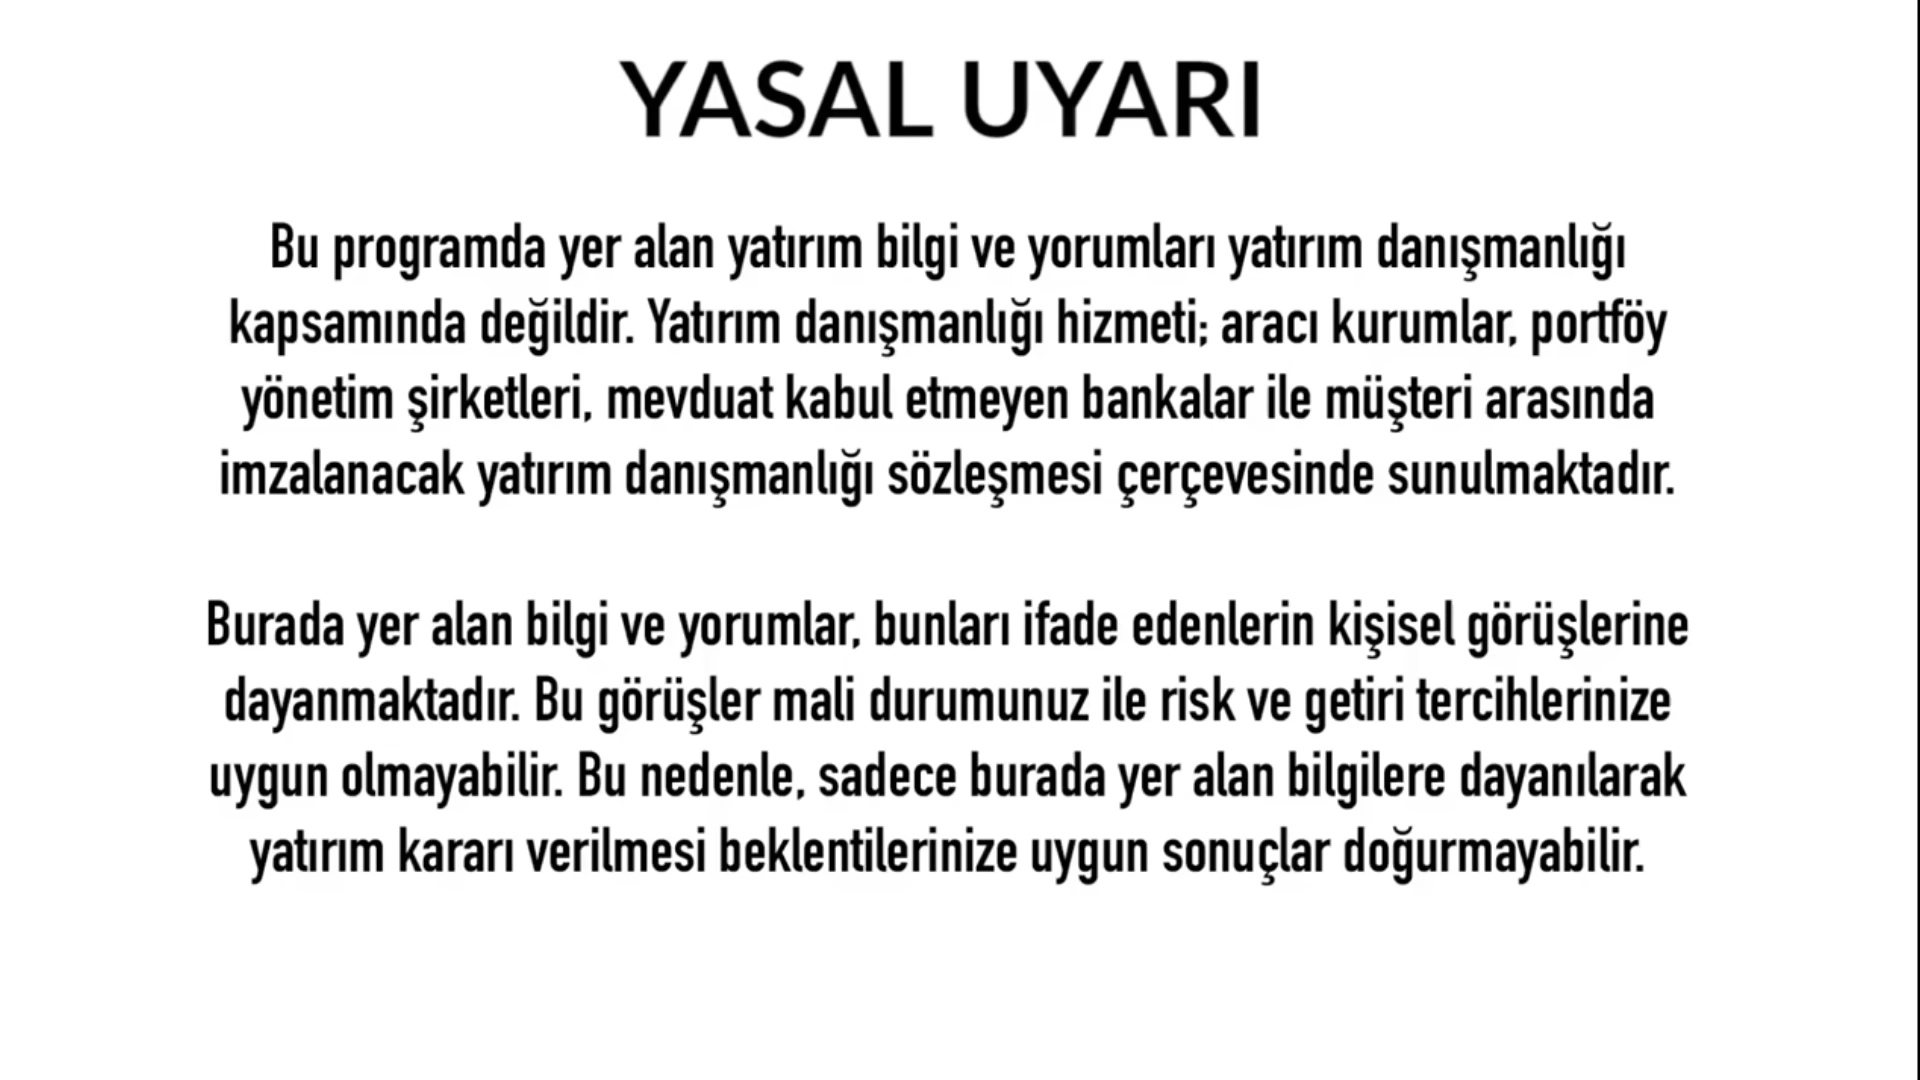 YASAL UYARI
Bu programda yer alan yatırım bilgi ve yorumları yatırım danışmanlığı
kapsamında değildir. Yatırım danışmanlığı hizmeti; aracı kurumlar, portföy
yönetim şirketleri, mevduat kabul etmeyen bankalar ile müşteri arasında
imzalanacak yatırım danışmanlığı sözleşmesi çerçevesinde sunulmaktadır.
Burada yer alan bilgi ve yorumlar, bunları ifade edenlerin kişisel görüşlerine
dayanmaktadır. Bu görüşler mali durumunuz ile risk ve getiri tercihlerinize
uygun olmayabilir. Bu nedenle, sadece burada yer alan bilgilere dayanılarak
yatırım kararı verilmesi beklentilerinize uygun sonuçlar doğurmayabilir.